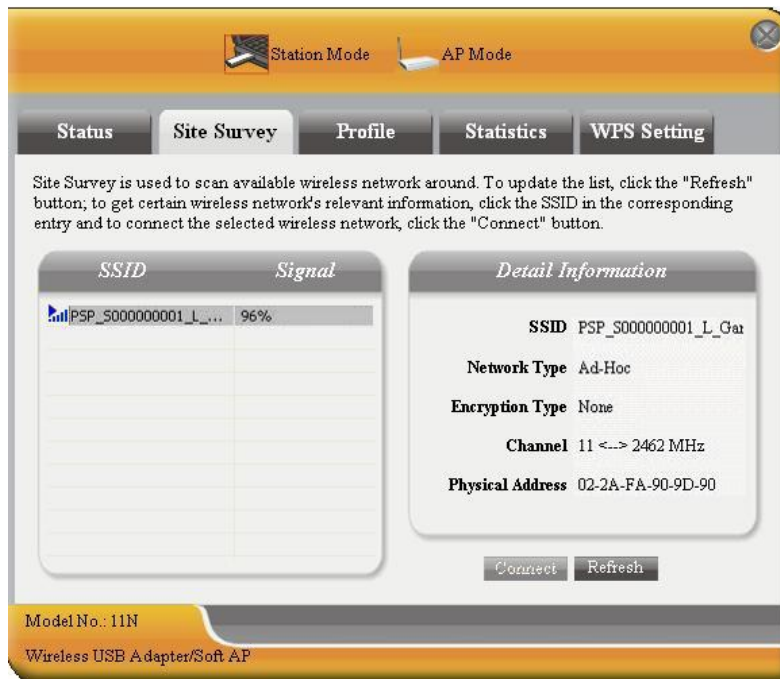 Station Mode AP Mode
Status Site Survey Profile Statistics WPS Setting
Site Survey is used to scan available wireless network around. To update the list, click the "Refresh"
button; to get certain wireless network's relevant information, click the SSID in the corresponding
entry and to connect the selected wireless network, click the "Connect" button.
SSID Signal
PSP_S000000001_L_... 96%
Detail Information
SSID PSP_S000000001_L_Gar
Network Type Ad-Hoc
Encryption Type None
Channel 11 <--> 2462 MHz
Physical Address 02-2A-FA-90-9D-90
Connect Refresh
Model No.: 11N
Wireless USB Adapter/Soft AP